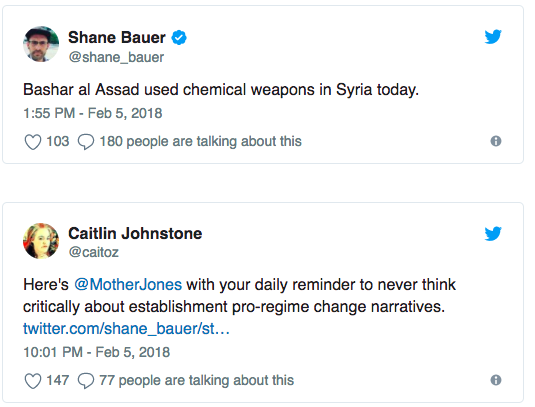 Shane Bauer
@shane_bauer
Bashar al Assad used chemical weapons in Syria today.
1:55 PM - Feb 5, 2018
103 180 people are talking about this
Caitlin Johnstone
@caitoz
Here's @MotherJones with your daily reminder to never think
critically about establishment pro-regime change narratives.
twitter.com/shane_bauer/st…
10:01 PM - Feb 5, 2018
147 77 people are talking about this